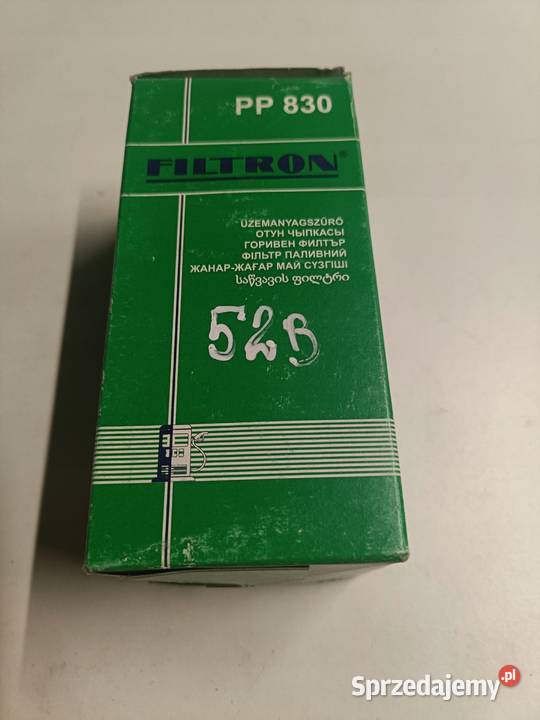 PP 830
FILTRON®
ÜZEMANYAGSZŰRŐ
ОТУН ЧЫПКАСЫ
ГОРИВЕН ФИЛТЪР
ФІЛЬТР ПАЛИВНИЙ
ЖАНАР-ЖАҒАР МАЙ СҮЗГІШІ
საწვავის ფილტრი
52B
Sprzedajemy.pl